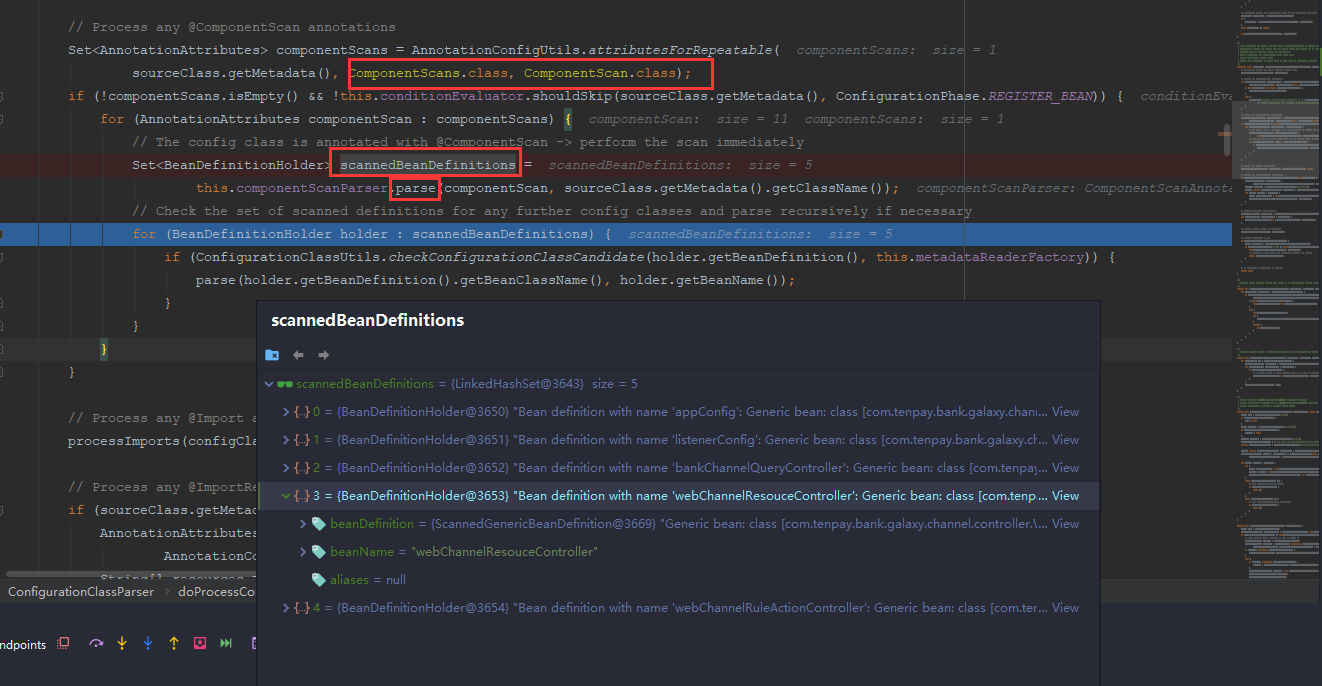 // Process any @ComponentScan annotations
Set<AnnotationAttributes> componentScans = AnnotationConfigUtils.attributesForRepeatable( componentScans: size = 1
sourceClass.getMetadata(), ComponentScans.class, ComponentScan.class);
if (!componentScans.isEmpty() && !this.conditionEvaluator.shouldSkip(sourceClass.getMetadata(), ConfigurationPhase.REGISTER_BEAN)) { conditionEva
for (AnnotationAttributes componentScan : componentScans) { componentScan: size = 11 componentScans: size = 1
// The config class is annotated with @ComponentScan -> perform the scan immediately
Set<BeanDefinitionHolder> scannedBeanDefinitions = scannedBeanDefinitions: size = 5
this.componentScanParser.parse(componentScan, sourceClass.getMetadata().getClassName()); componentScanParser: ComponentScanAnnota
// Check the set of scanned definitions for any further config classes and parse recursively if necessary
for (BeanDefinitionHolder holder : scannedBeanDefinitions) { scannedBeanDefinitions: size = 5
if (ConfigurationClassUtils.checkConfigurationClassCandidate(holder.getBeanDefinition(), this.metadataReaderFactory)) {
parse(holder.getBeanDefinition().getBeanClassName(), holder.getBeanName());
}
}
}
}
// Process any @Import a
processImports(configCla
// Process any @ImportRe
if (sourceClass.getMetad
AnnotationAttributes
AnnotationCo
String[] resources =
scannedBeanDefinitions
scannedBeanDefinitions = {LinkedHashSet@3643} size = 5
{..} 0 = {BeanDefinitionHolder@3650} "Bean definition with name 'appConfig': Generic bean: class [com.tenpay.bank.galaxy.chan... View
{..} 1 = {BeanDefinitionHolder@3651} "Bean definition with name 'listenerConfig': Generic bean: class [com.tenpay.bank.galaxy.ch... View
{..} 2 = {BeanDefinitionHolder@3652} "Bean definition with name 'bankChannelQueryController': Generic bean: class [com.tenpay... View
{..} 3 = {BeanDefinitionHolder@3653} "Bean definition with name 'webChannelResouceController': Generic bean: class [com.tenp... View
beanDefinition = {ScannedGenericBeanDefinition@3669} "Generic bean: class [com.tenpay.bank.galaxy.channel.controller.\... View
beanName = "webChannelResouceController"
aliases = null
{..} 4 = {BeanDefinitionHolder@3654} "Bean definition with name 'webChannelRuleActionController': Generic bean: class [com.ter... View
ConfigurationClassParser › doProcessCo
ndpoints